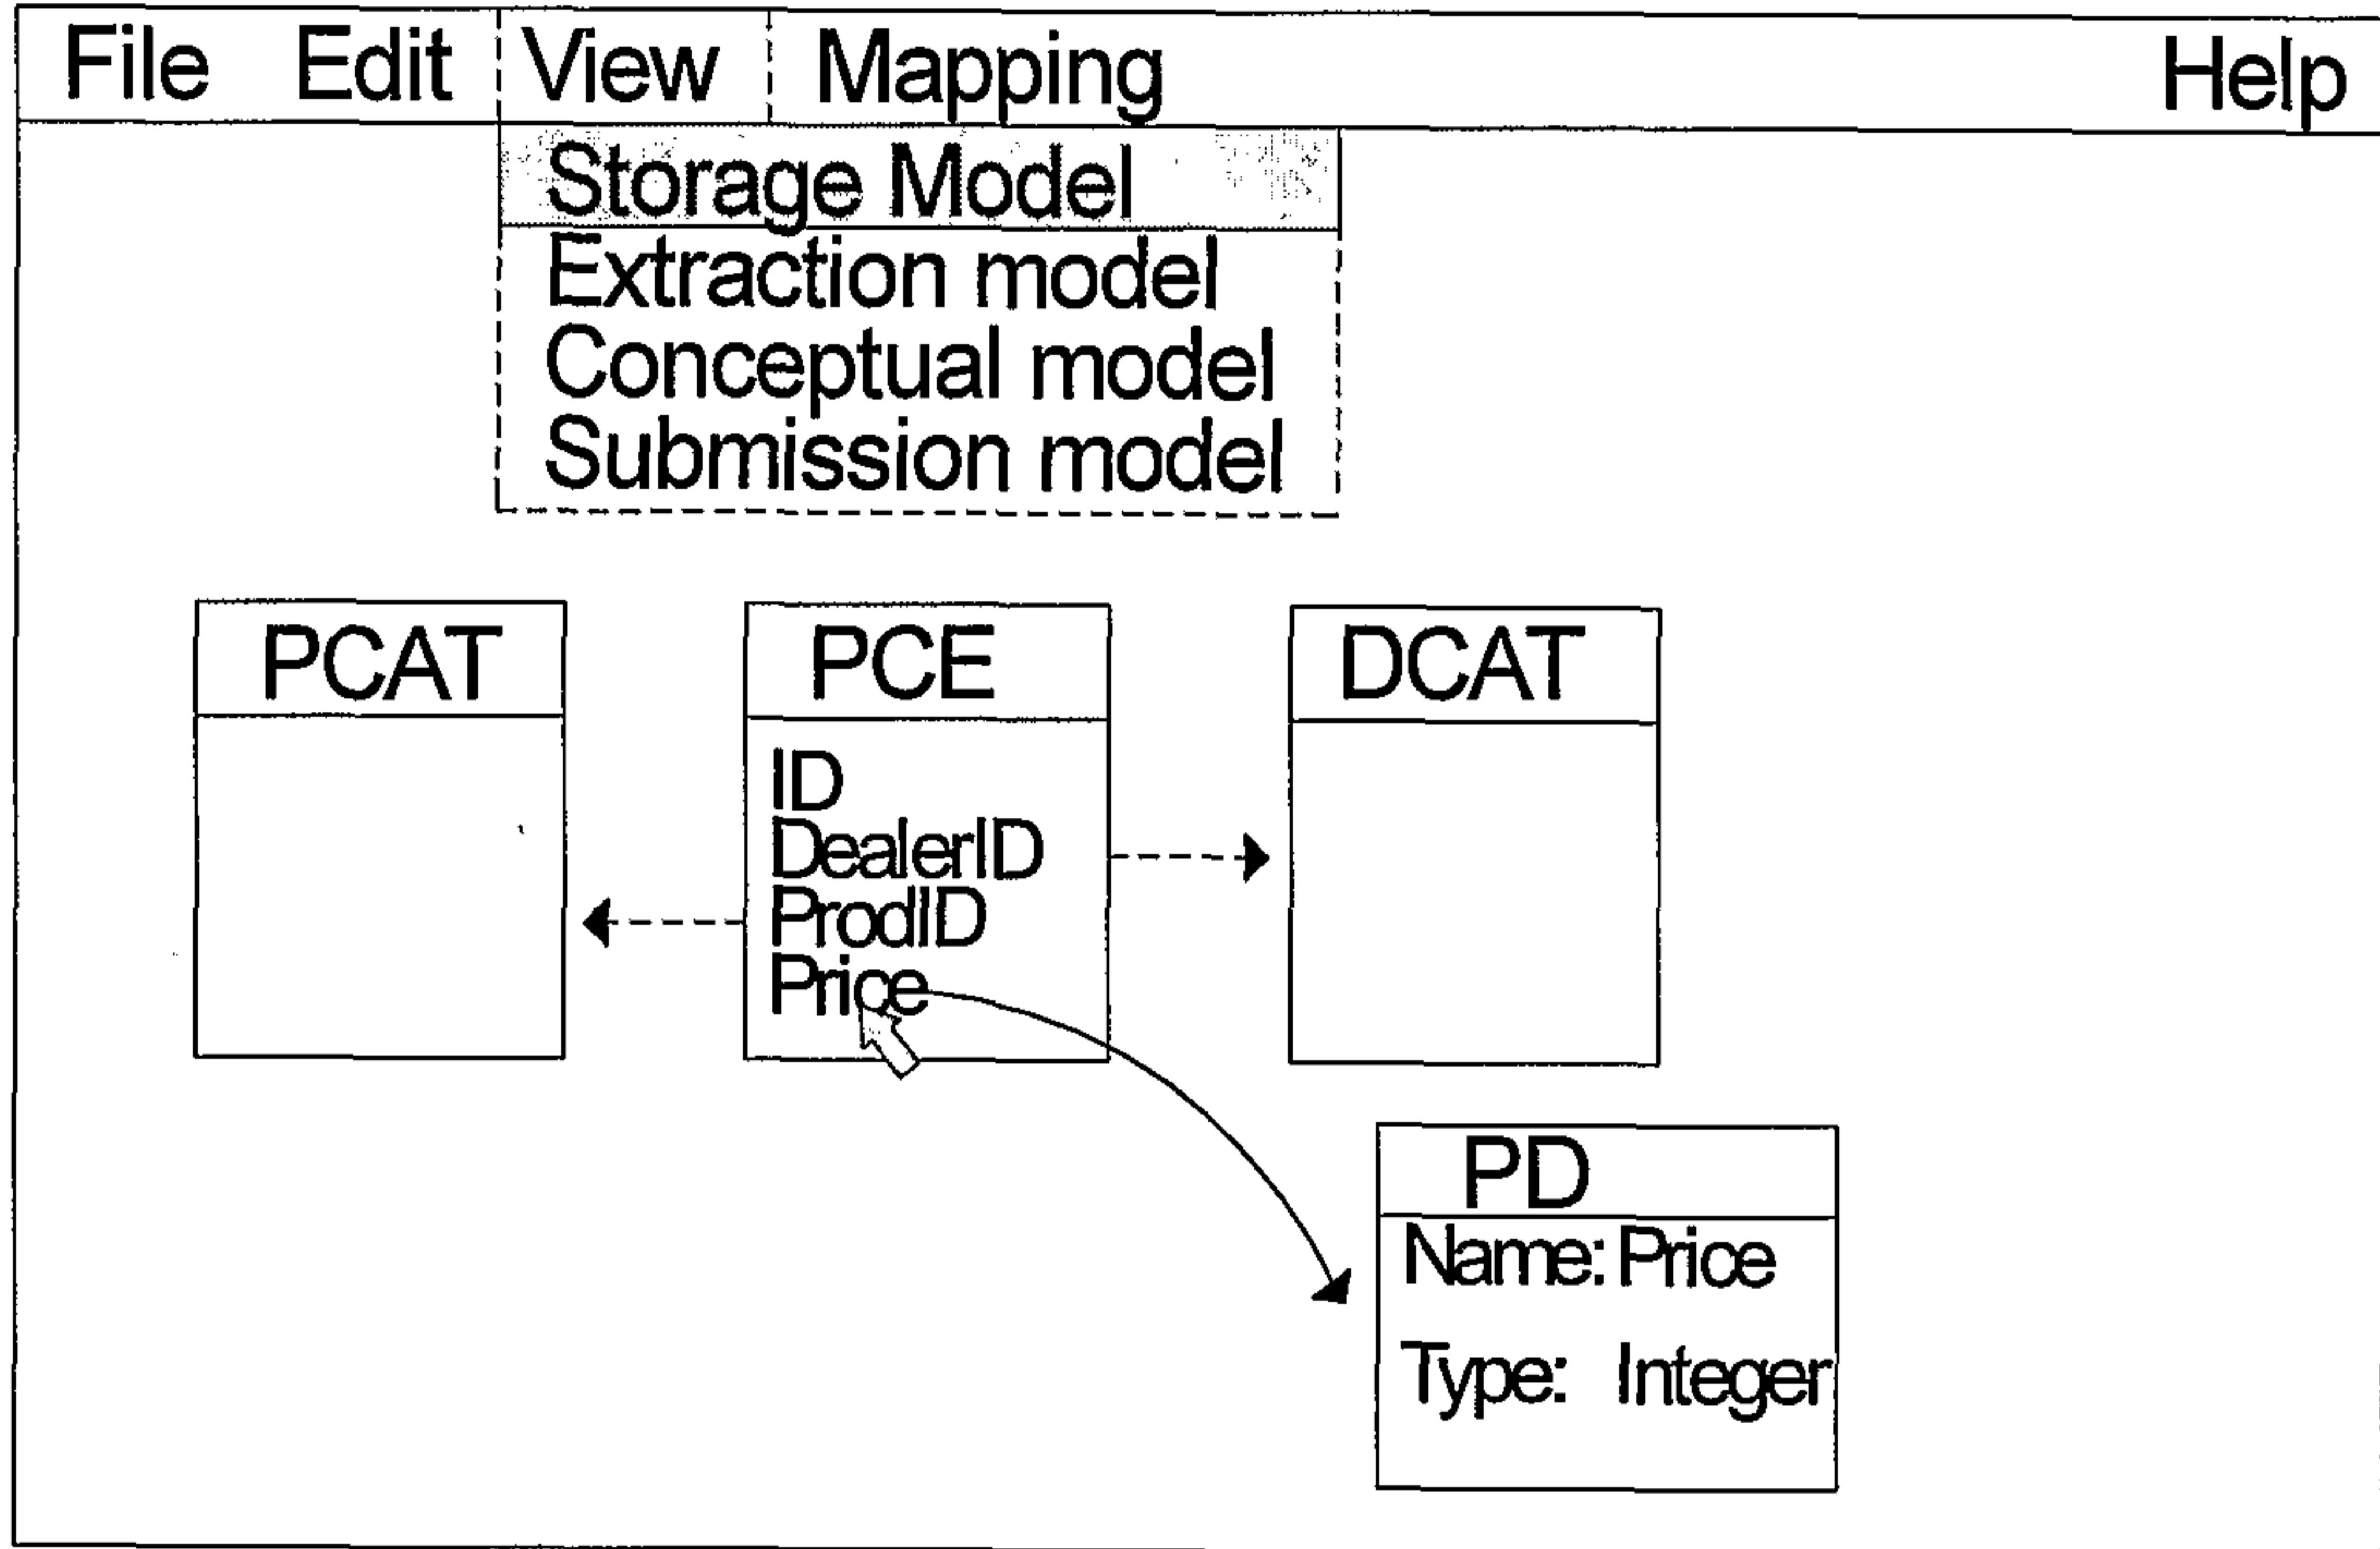 File Edit View Mapping Help
Storage Model
Extraction model
Conceptual model
Submission model
PCAT
PCE
DCAT
ID
DealerID
ProdID
Price
PD
Name: Price
Type: Integer